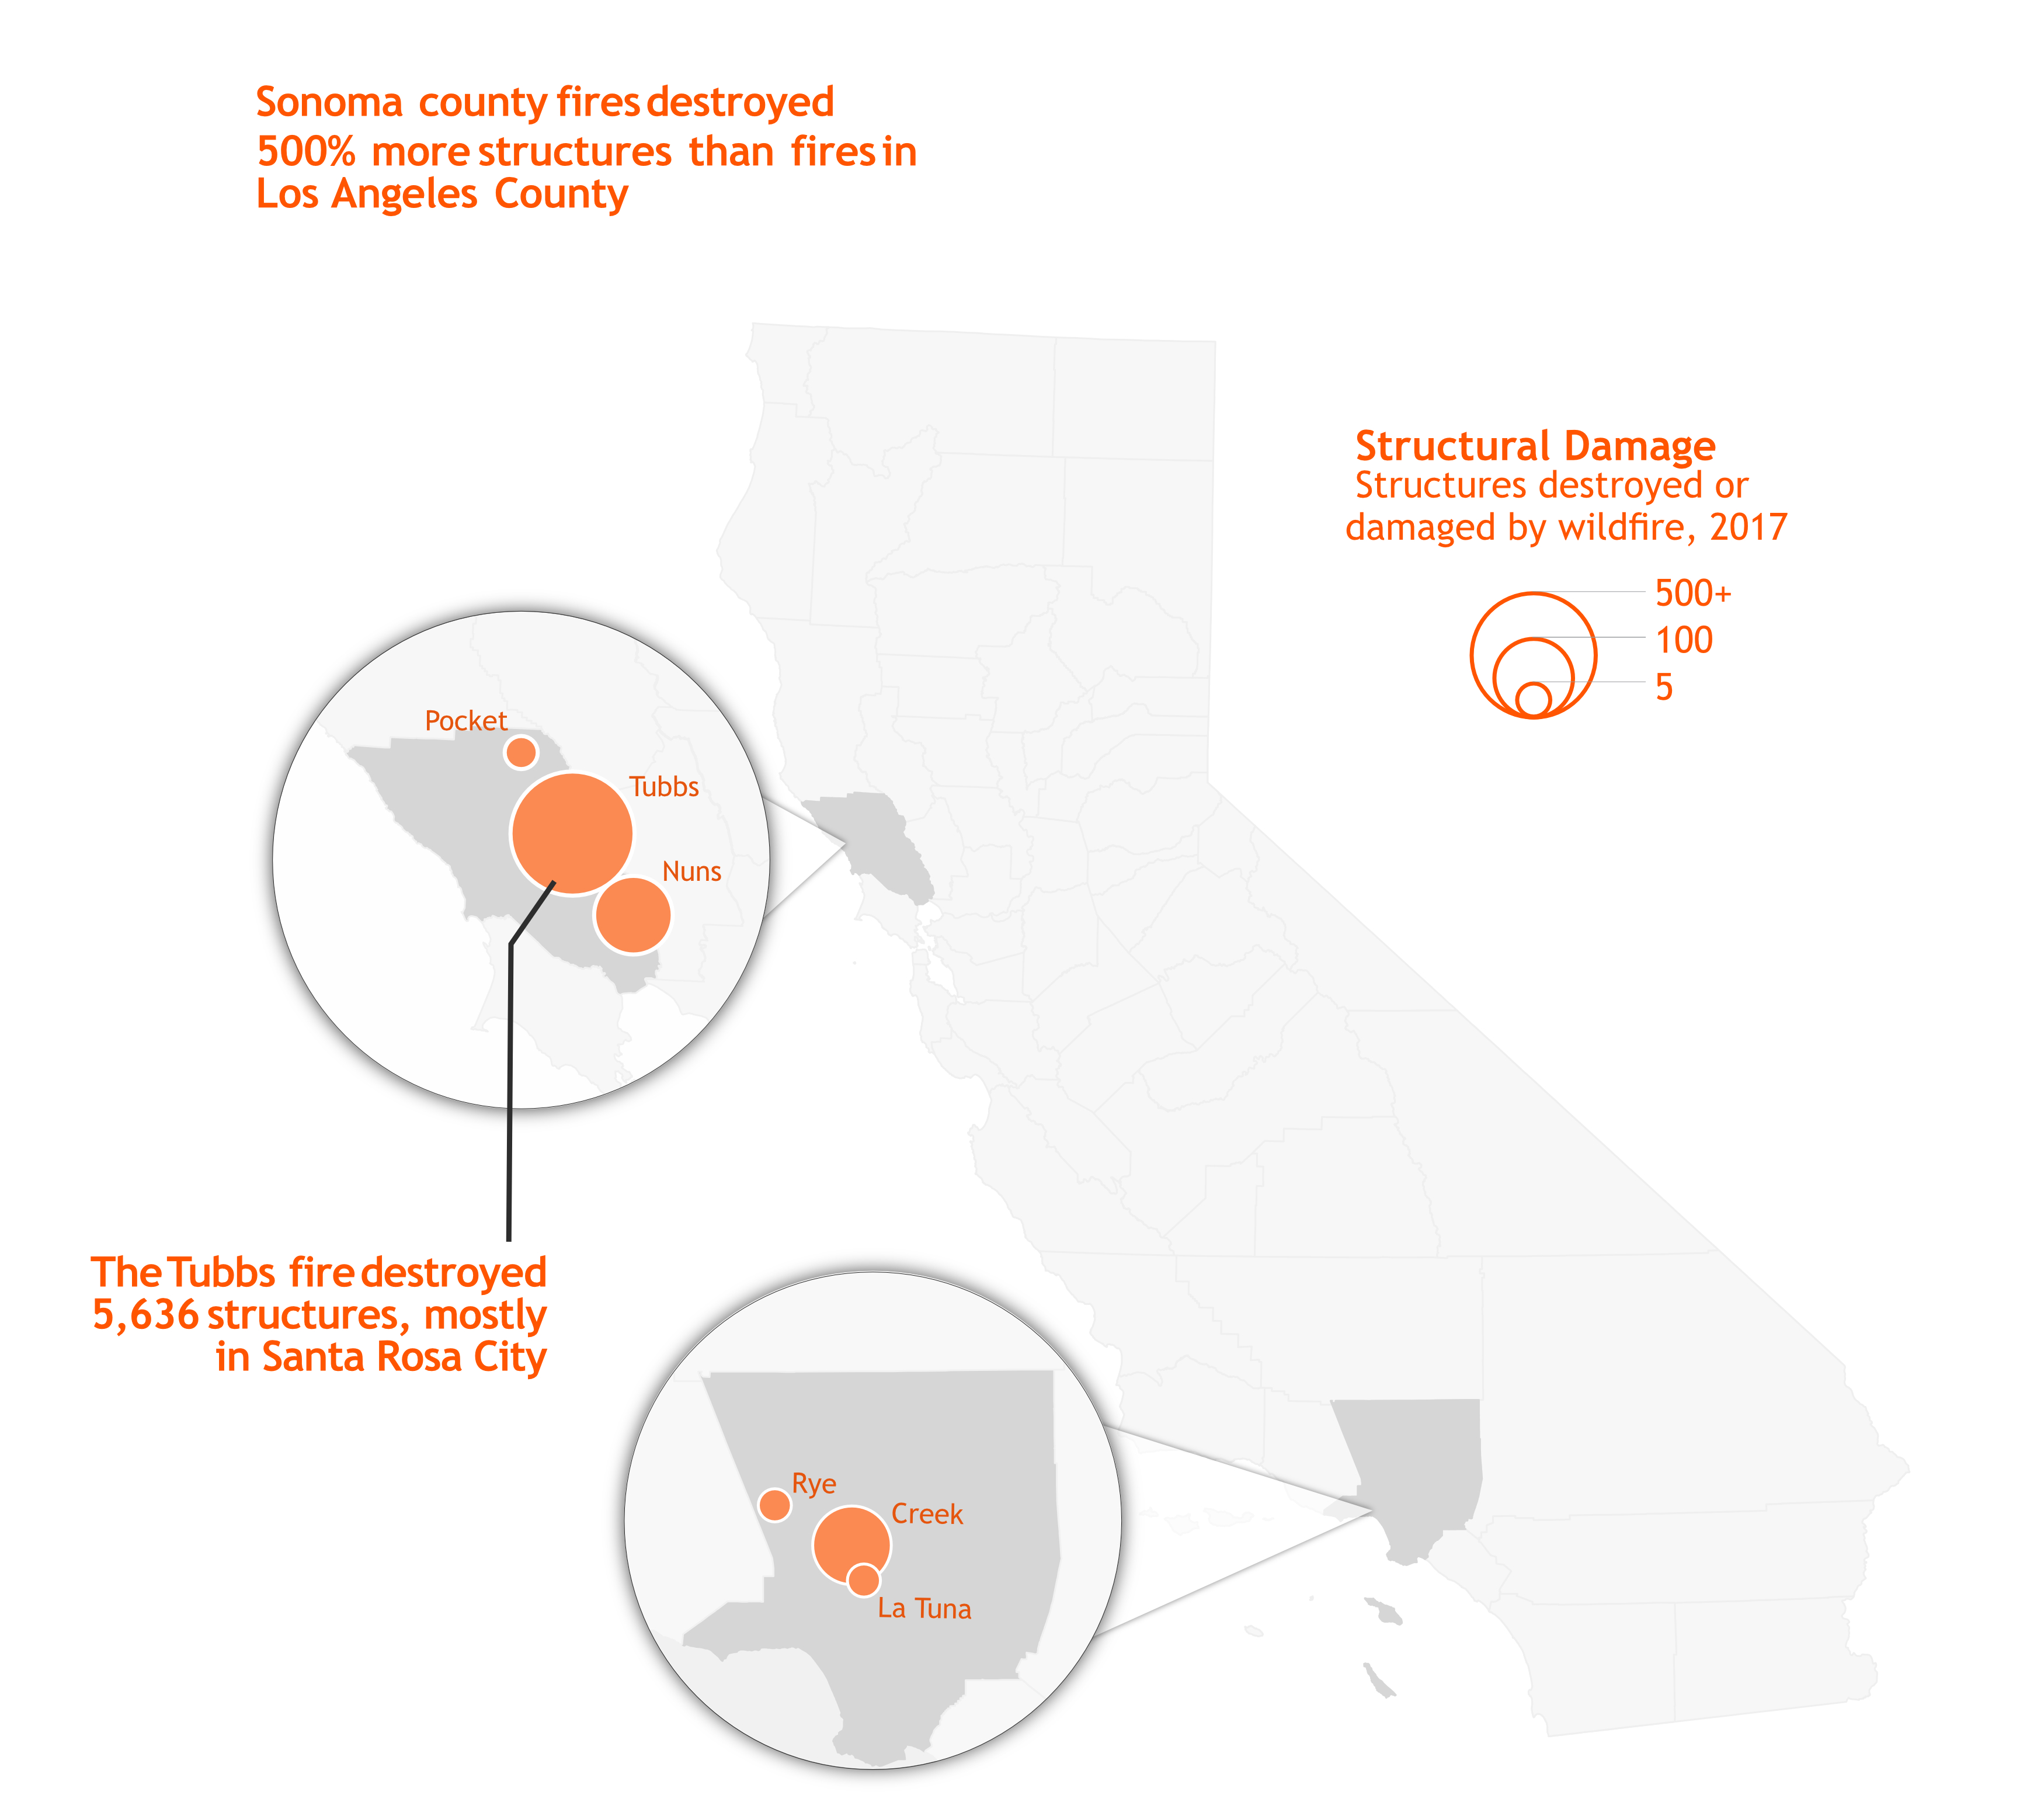 Sonoma county fires destroyed
500% more structures than fires in
Los Angeles County
Structural Damage
Structures destroyed or
damaged by wildfire, 2017
500+
100
5
Pocket
Tubbs
Nuns
The Tubbs fire destroyed
5,636 structures, mostly
in Santa Rosa City
Rye
Creek
La Tuna